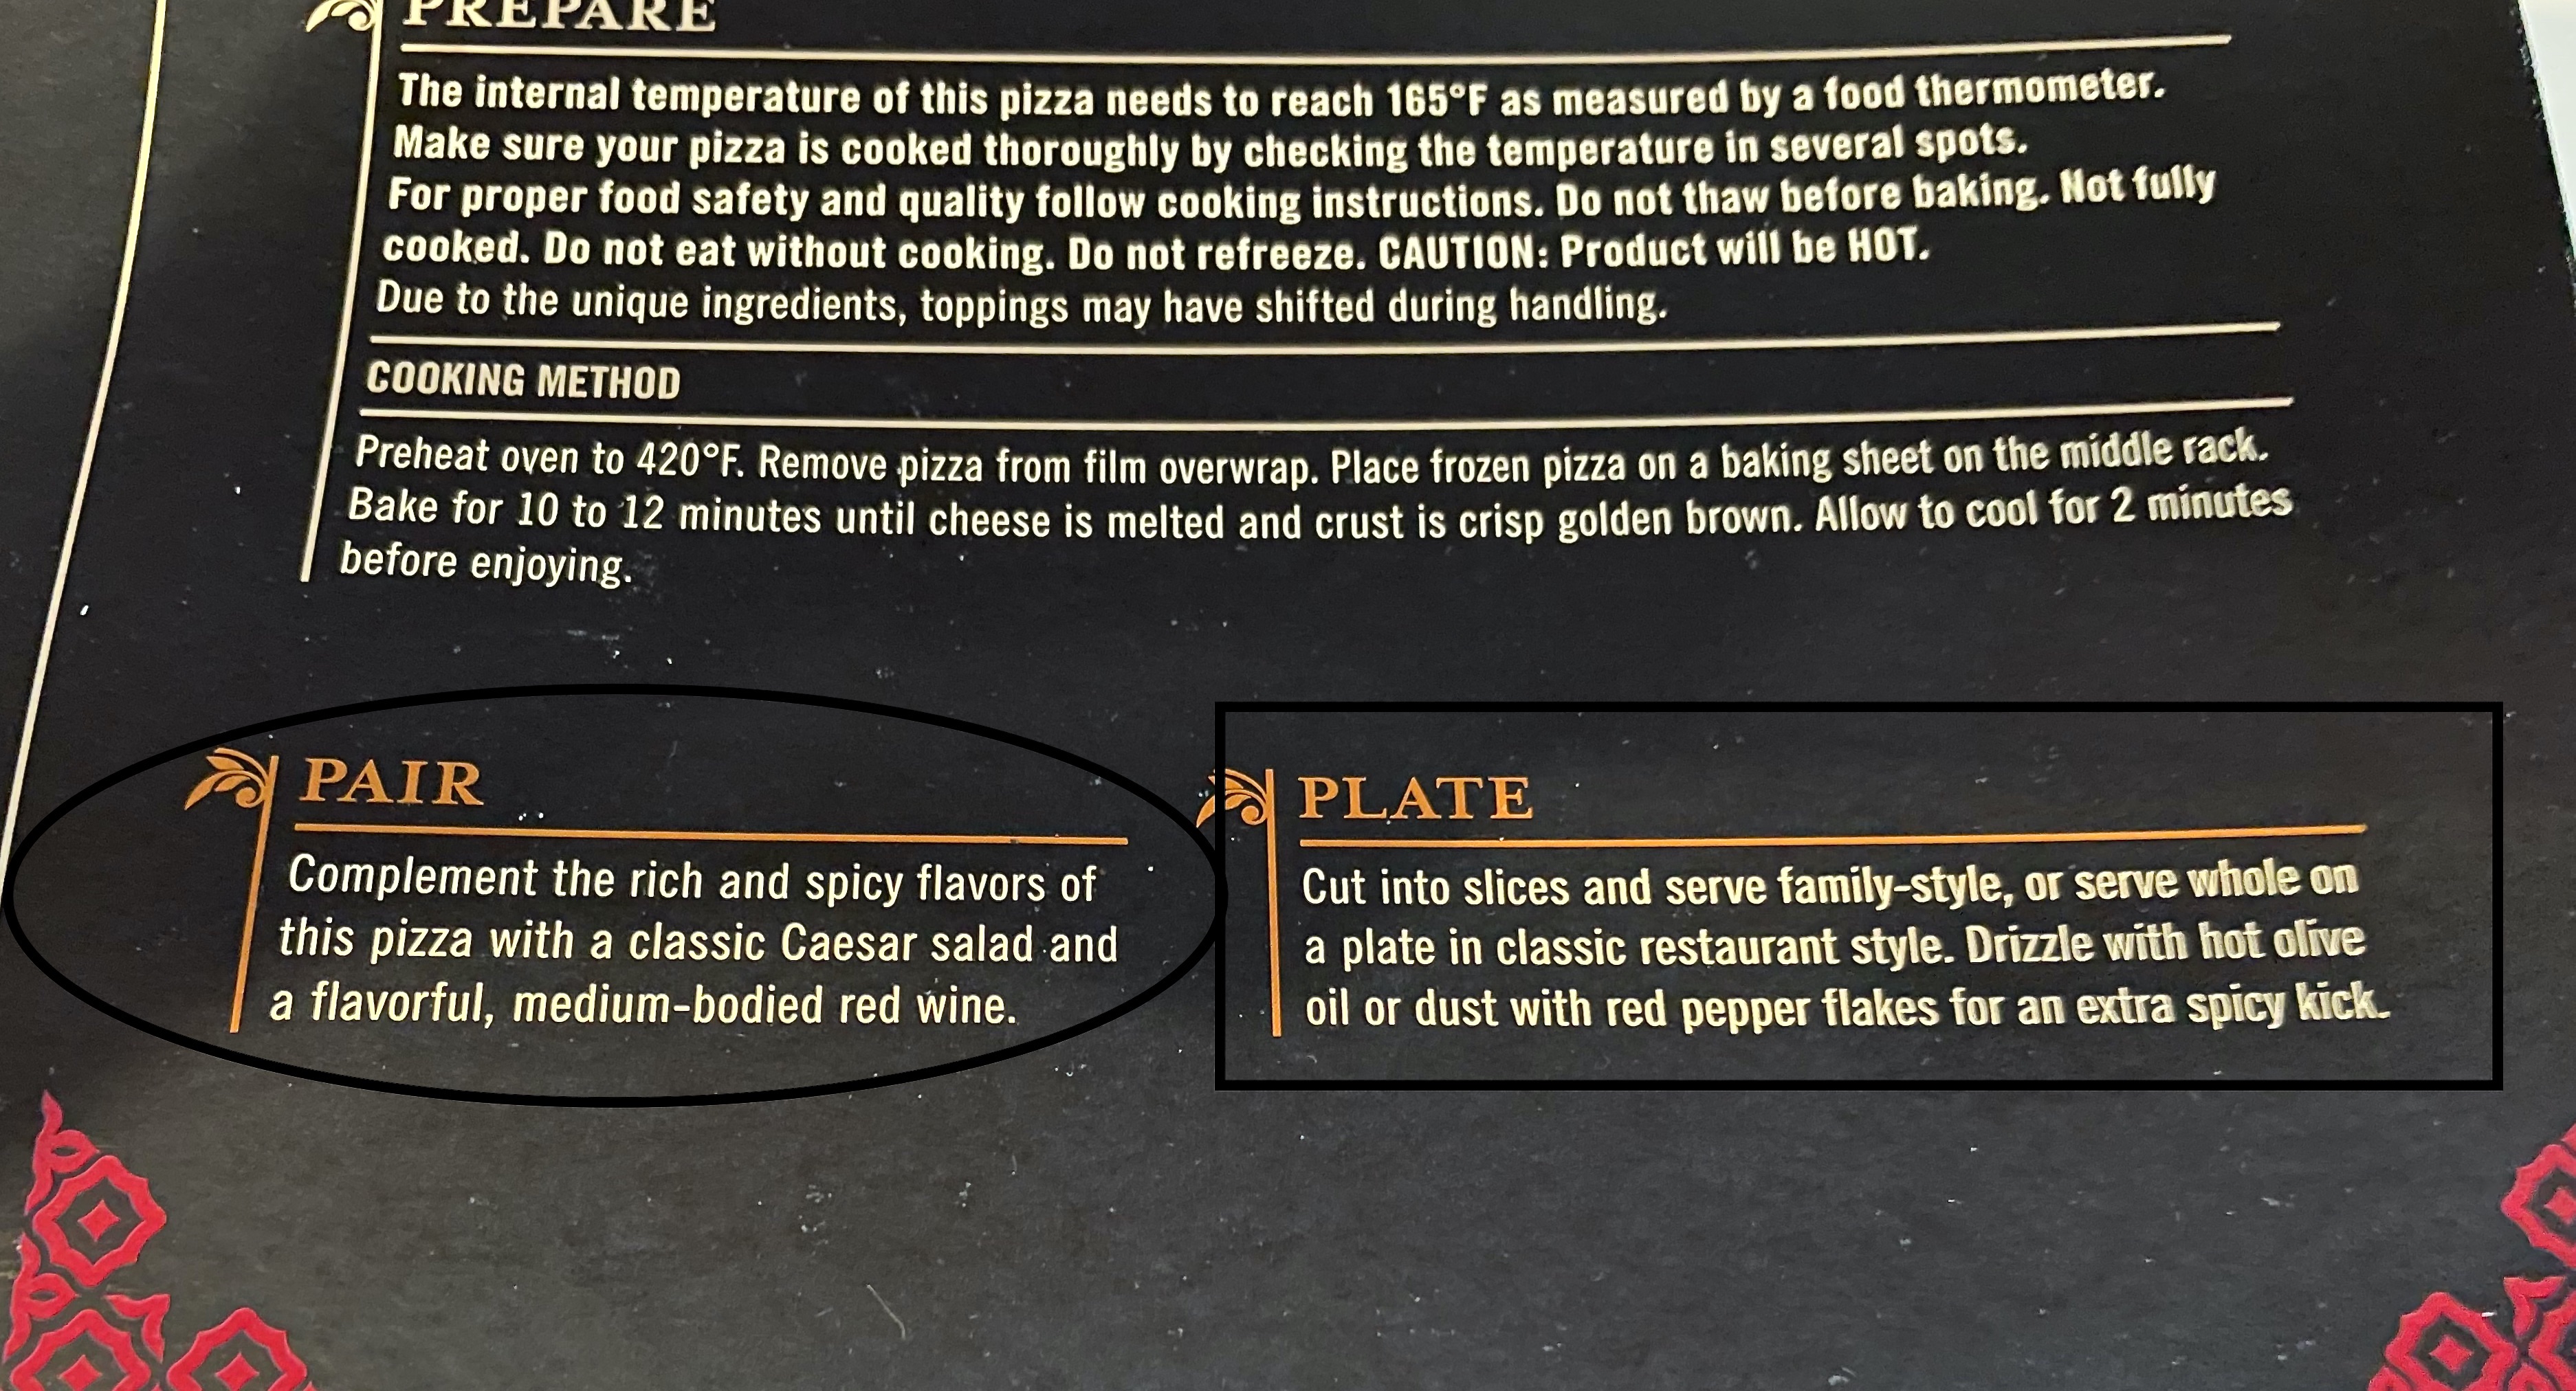 PREPARE
The internal temperature of this pizza needs to reach 165°F as measured by a food thermometer.
Make sure your pizza is cooked thoroughly by checking the temperature in several spots.
For proper food safety and quality follow cooking instructions. Do not thaw before baking. Not fully
cooked. Do not eat without cooking. Do not refreeze. CAUTION: Product will be HOT.
Due to the unique ingredients, toppings may have shifted during handling.
COOKING METHOD
Preheat oven to 420°F. Remove pizza from film overwrap. Place frozen pizza on a baking sheet on the middle rack.
Bake for 10 to 12 minutes until cheese is melted and crust is crisp golden brown. Allow to cool for 2 minutes
before enjoying.
PAIR
Complement the rich and spicy flavors of
this pizza with a classic Caesar salad and
a flavorful, medium-bodied red wine.
PLATE
Cut into slices and serve family-style, or serve whole on
a plate in classic restaurant style. Drizzle with hot olive
oil or dust with red pepper flakes for an extra spicy kick.